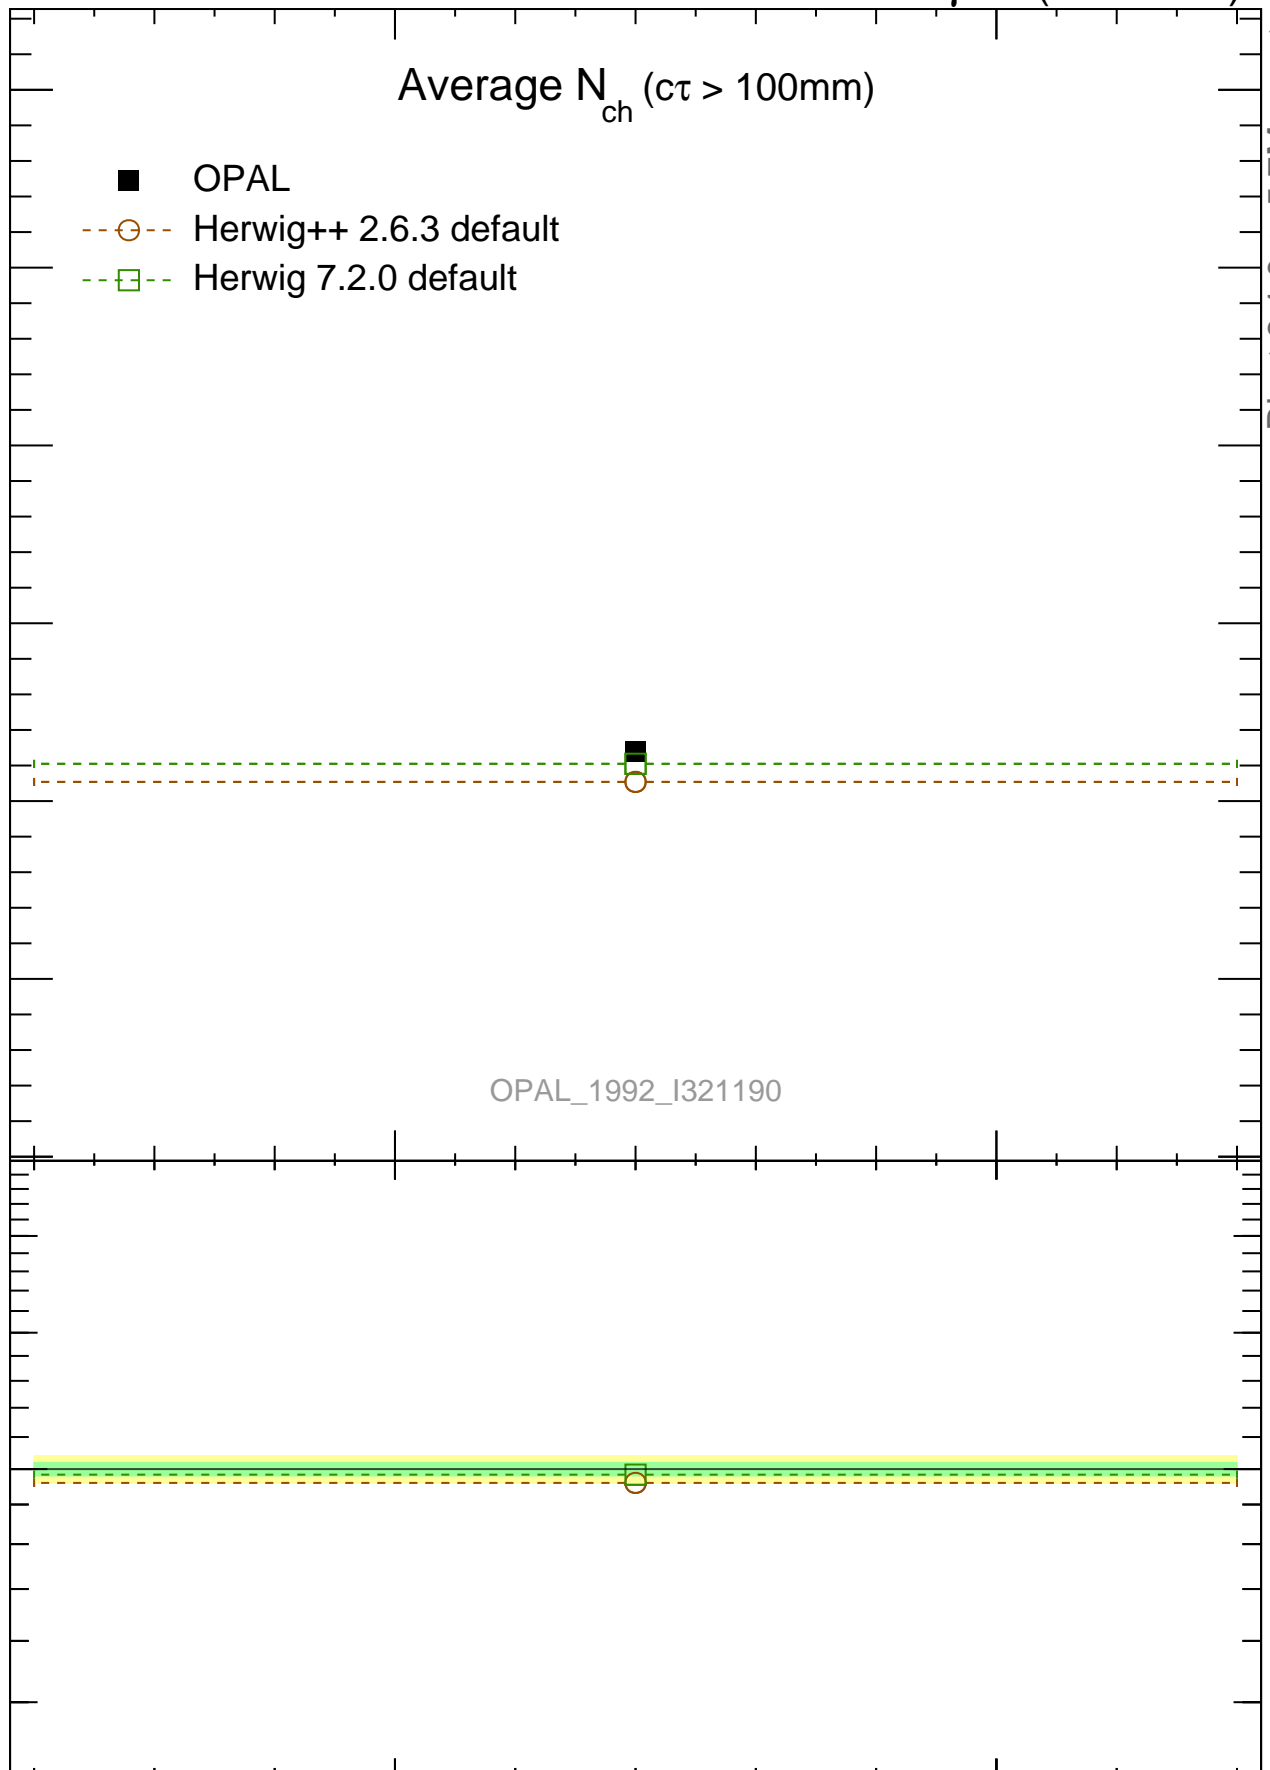 Average N_ch (cτ > 100mm)
OPAL
Herwig++ 2.6.3 default
Herwig 7.2.0 default
OPAL_1992_I321190